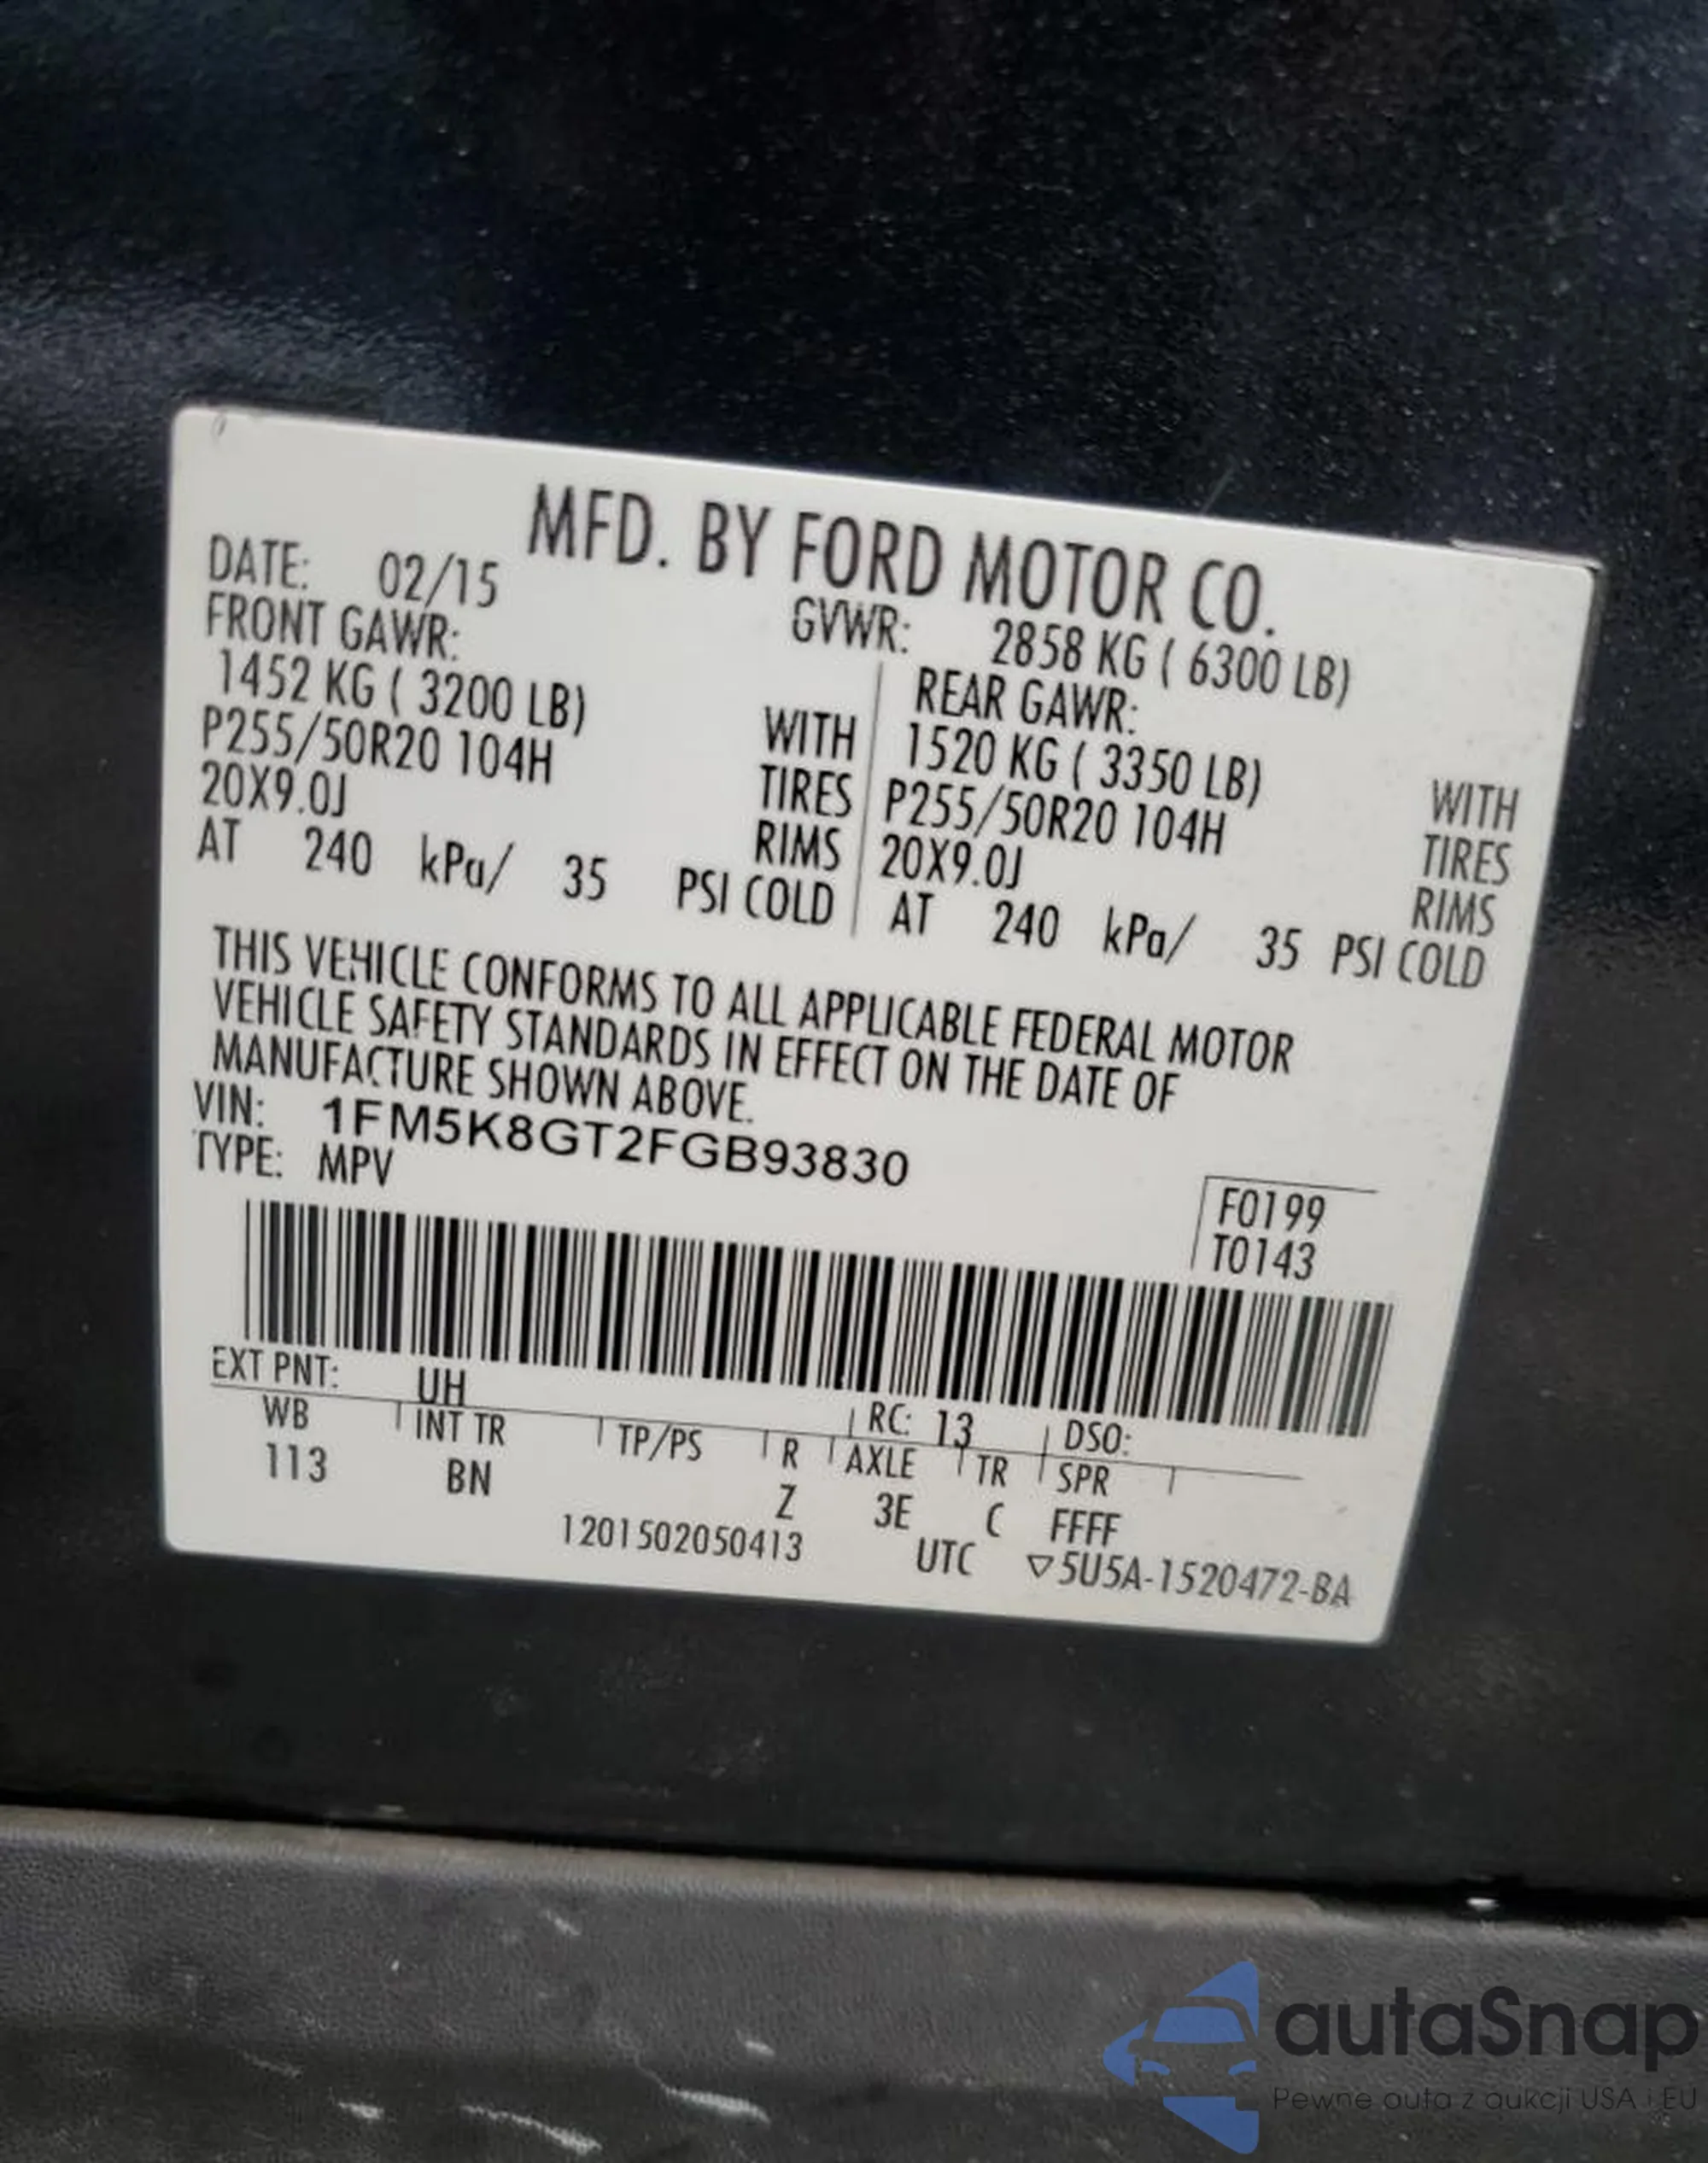 MFD. BY FORD MOTOR CO.
DATE: 02/15 GVWR: 2858 KG ( 6300 LB)
FRONT GAWR: REAR GAWR:
1452 KG ( 3200 LB) WITH 1520 KG ( 3350 LB) WITH
P255/50R20 104H TIRES P255/50R20 104H TIRES
20X9.0J RIMS 20X9.0J RIMS
AT 240 kPa/ 35 PSI COLD AT 240 kPa/ 35 PSI COLD
THIS VEHICLE CONFORMS TO ALL APPLICABLE FEDERAL MOTOR
VEHICLE SAFETY STANDARDS IN EFFECT ON THE DATE OF
MANUFACTURE SHOWN ABOVE.
VIN: 1FM5K8GT2FGB93830
TYPE: MPV
F0199
T0143
EXT PNT: UH RC: 13 DSO:
WB INT TR TP/PS R AXLE TR SPR
113 BN Z 3E C FFFF
1201502050413 UTC ▽5U5A-1520472-BA
autaSnap
Pewne auta z aukcji USA i EU